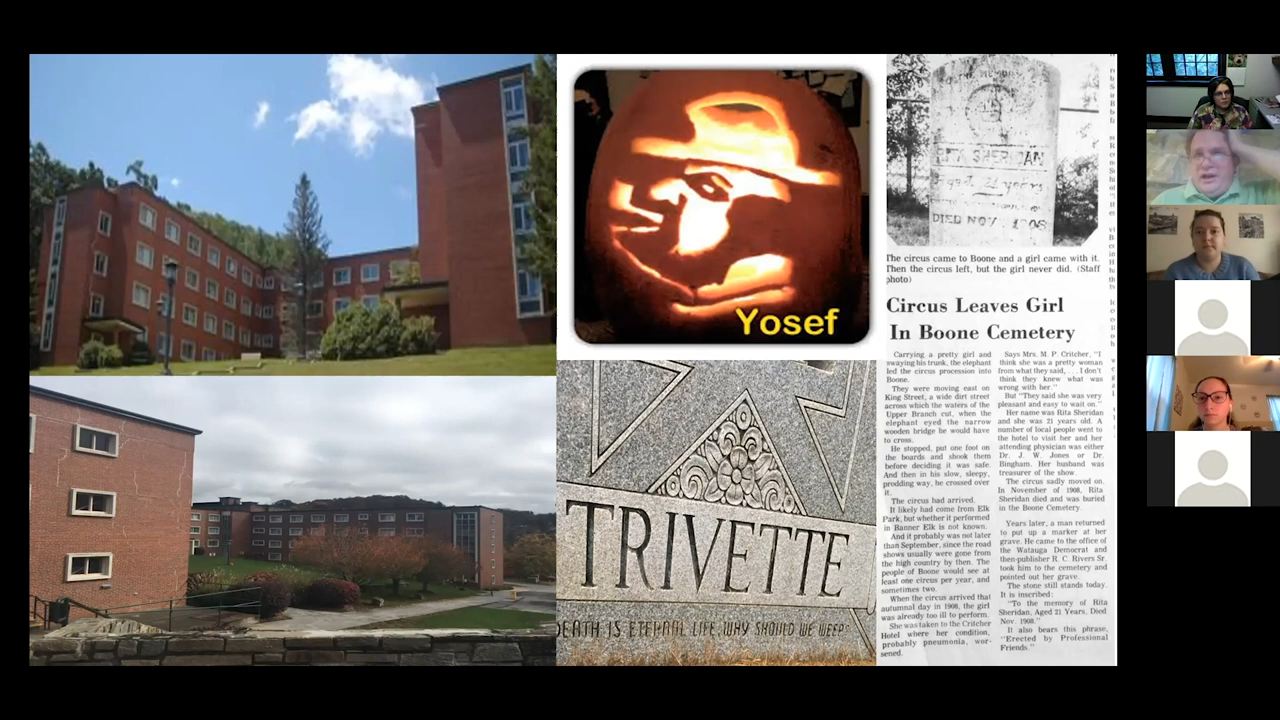 Yosef
TRIVETTE
DEATH IS ETERNAL LIFE, WHY SHOULD WE WEEP"
DIED NOV 1908
The circus came to Boone and a girl came with it.
Then the circus left, but the girl never did. (Staff
photo)
Circus Leaves Girl
In Boone Cemetery
Carrying a pretty girl and
swaying his trunk, the elephant
led the circus procession into
Boone.
They were moving east on
King Street, a wide dirt street
across which the waters of the
Upper Branch cut, when the
elephant eyed the narrow
wooden bridge he would have
to cross.
He stopped, put one foot on
the boards and shook them
before deciding it was safe.
And then in his slow, sleepy,
prodding way, he crossed over
it.
The circus had arrived.
It likely had come from Elk
Park, but whether it performed
in Banner Elk is not known.
And it probably was not later
than September, since the road
shows usually were gone from
the high country by then. The
people of Boone would see at
least one circus per year, and
sometimes two.
When the circus arrived that
autumnal day in 1908, the girl
was already too ill to perform.
She was taken to the Critcher
Hotel where her condition,
probably pneumonia, wor-
sened.
Says Mrs. M. P. Critcher, "I
think she was a pretty woman
from what they said, . . . I don't
think they knew what was
wrong with her."
But "They said she was very
pleasant and easy to wait on."
Her name was Rita Sheridan
and she was 21 years old. A
number of local people went to
the hotel to visit her and her
attending physician was either
Dr. J. W. Jones or Dr.
Bingham. Her husband was
treasurer of the show.
The circus sadly moved on.
In November of 1908, Rita
Sheridan died and was buried
in the Boone Cemetery.
Years later, a man returned
to put up a marker at her
grave. He came to the office of
the Watauga Democrat and
then-publisher R. C. Rivers Sr.
took him to the cemetery and
pointed out her grave.
The stone still stands today.
It is inscribed:
"To the memory of Rita
Sheridan, Aged 21 Years, Died
Nov. 1908."
It also bears this phrase,
"Erected by Professional
Friends."